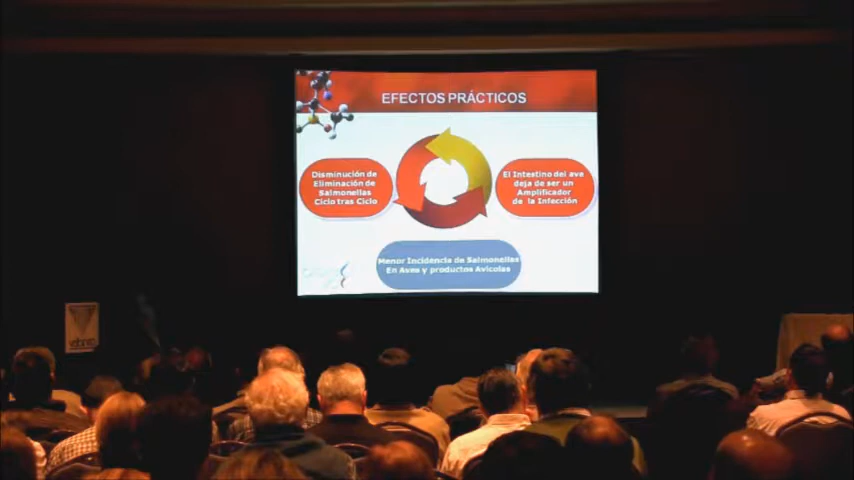 EFECTOS PRÁCTICOS
Disminución de
Eliminación de
Salmonellas
Ciclo tras Ciclo
El Intestino del ave
deja de ser un
Amplificador
de la Infección
Menor Incidencia de Salmonellas
En Aves y productos Avícolas